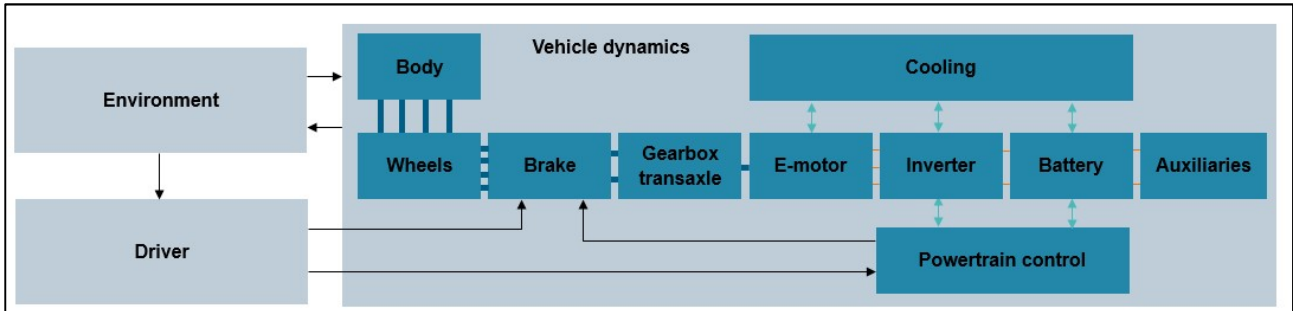 Vehicle dynamics
Environment
Body
Cooling
Wheels
Brake
Gearbox
transaxle
E-motor
Inverter
Battery
Auxiliaries
Driver
Powertrain control